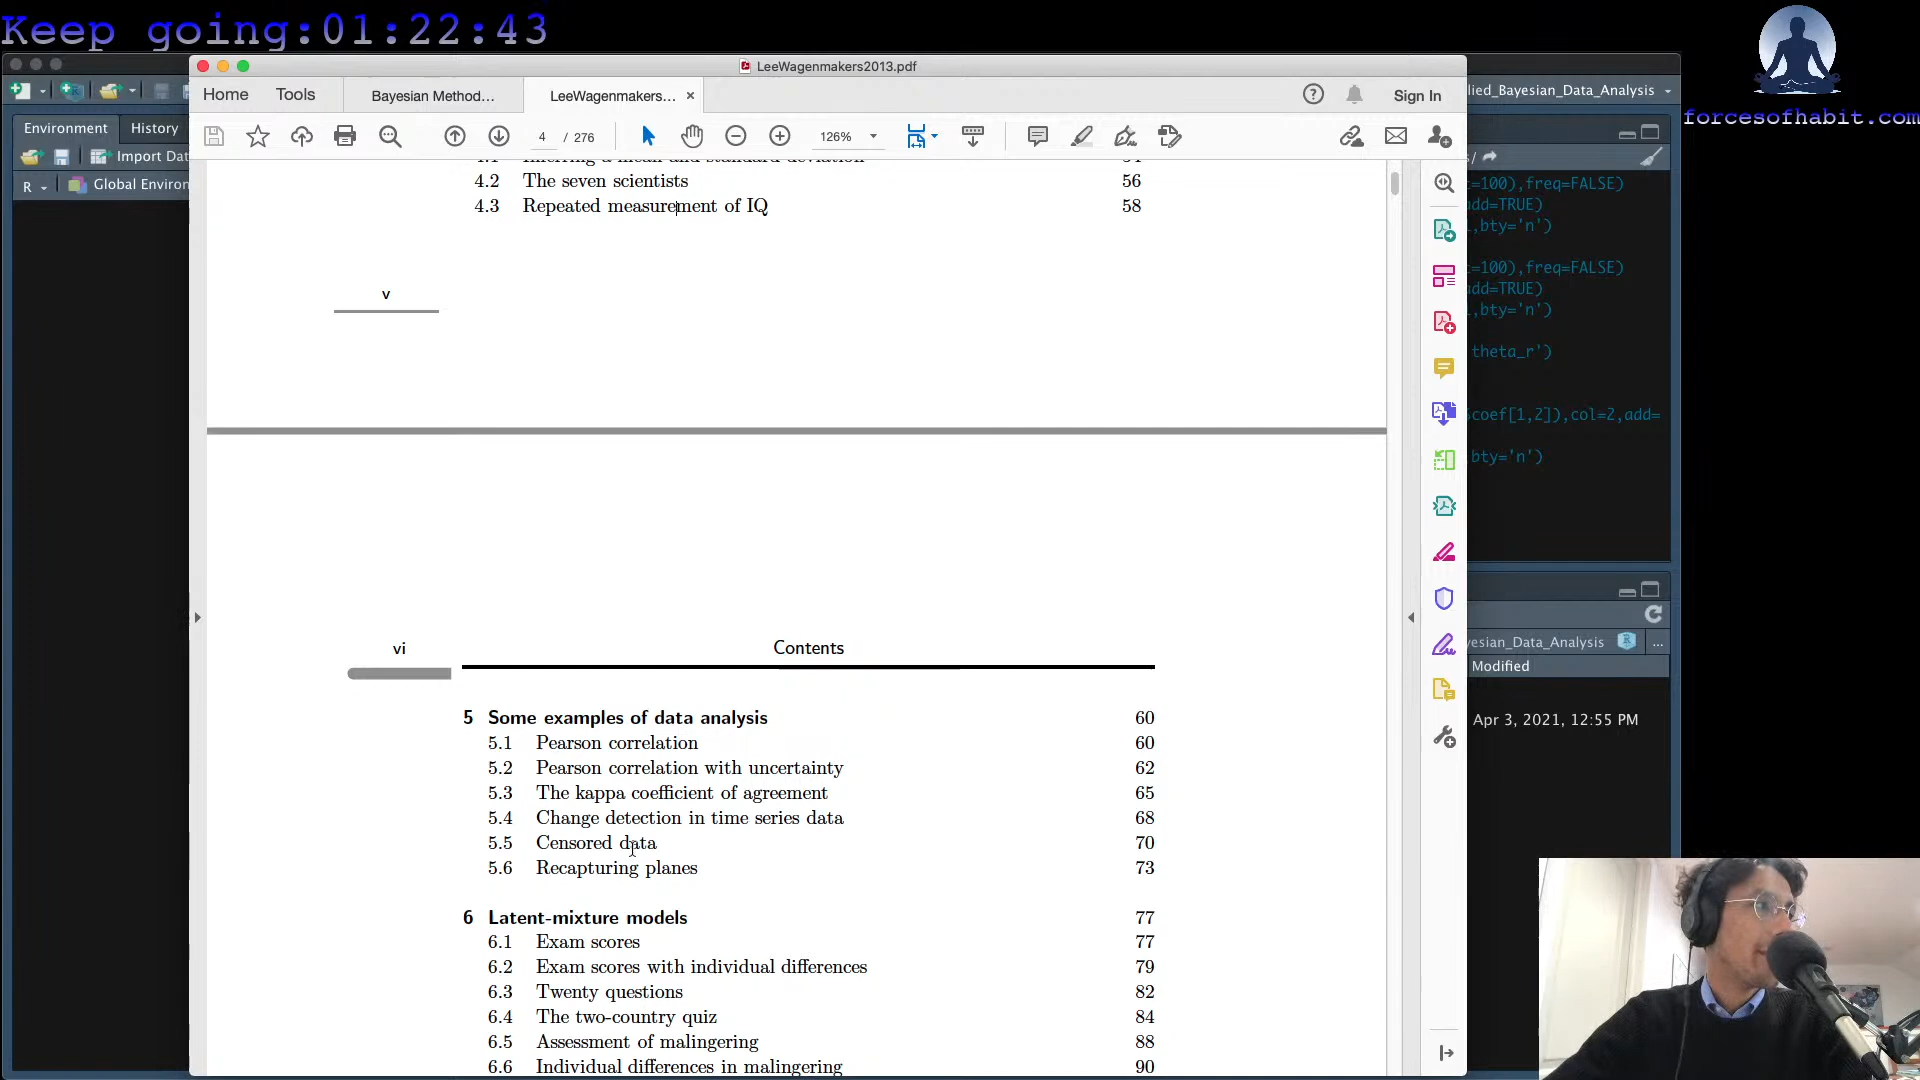 Keep going:01:22:43
forcesofhabit.com
LeeWagenmakers2013.pdf
Home
Tools
Bayesian Method...
LeeWagenmakers... ×
Sign In
4 / 276
126%
4.2 The seven scientists 56
4.3 Repeated measurement of IQ 58
v
vi
Contents
5 Some examples of data analysis 60
5.1 Pearson correlation 60
5.2 Pearson correlation with uncertainty 62
5.3 The kappa coefficient of agreement 65
5.4 Change detection in time series data 68
5.5 Censored data 70
5.6 Recapturing planes 73
6 Latent-mixture models 77
6.1 Exam scores 77
6.2 Exam scores with individual differences 79
6.3 Twenty questions 82
6.4 The two-country quiz 84
6.5 Assessment of malingering 88
6.6 Individual differences in malingering 90
Environment
History
Import Dat
R
Global Environ
lied_Bayesian_Data_Analysis
s/
t=100),freq=FALSE)
add=TRUE)
,bty='n')
t=100),freq=FALSE)
add=TRUE)
,bty='n')
theta_r')
$coef[1,2]),col=2,add=
bty='n')
yesian_Data_Analysis
...
Modified
Apr 3, 2021, 12:55 PM